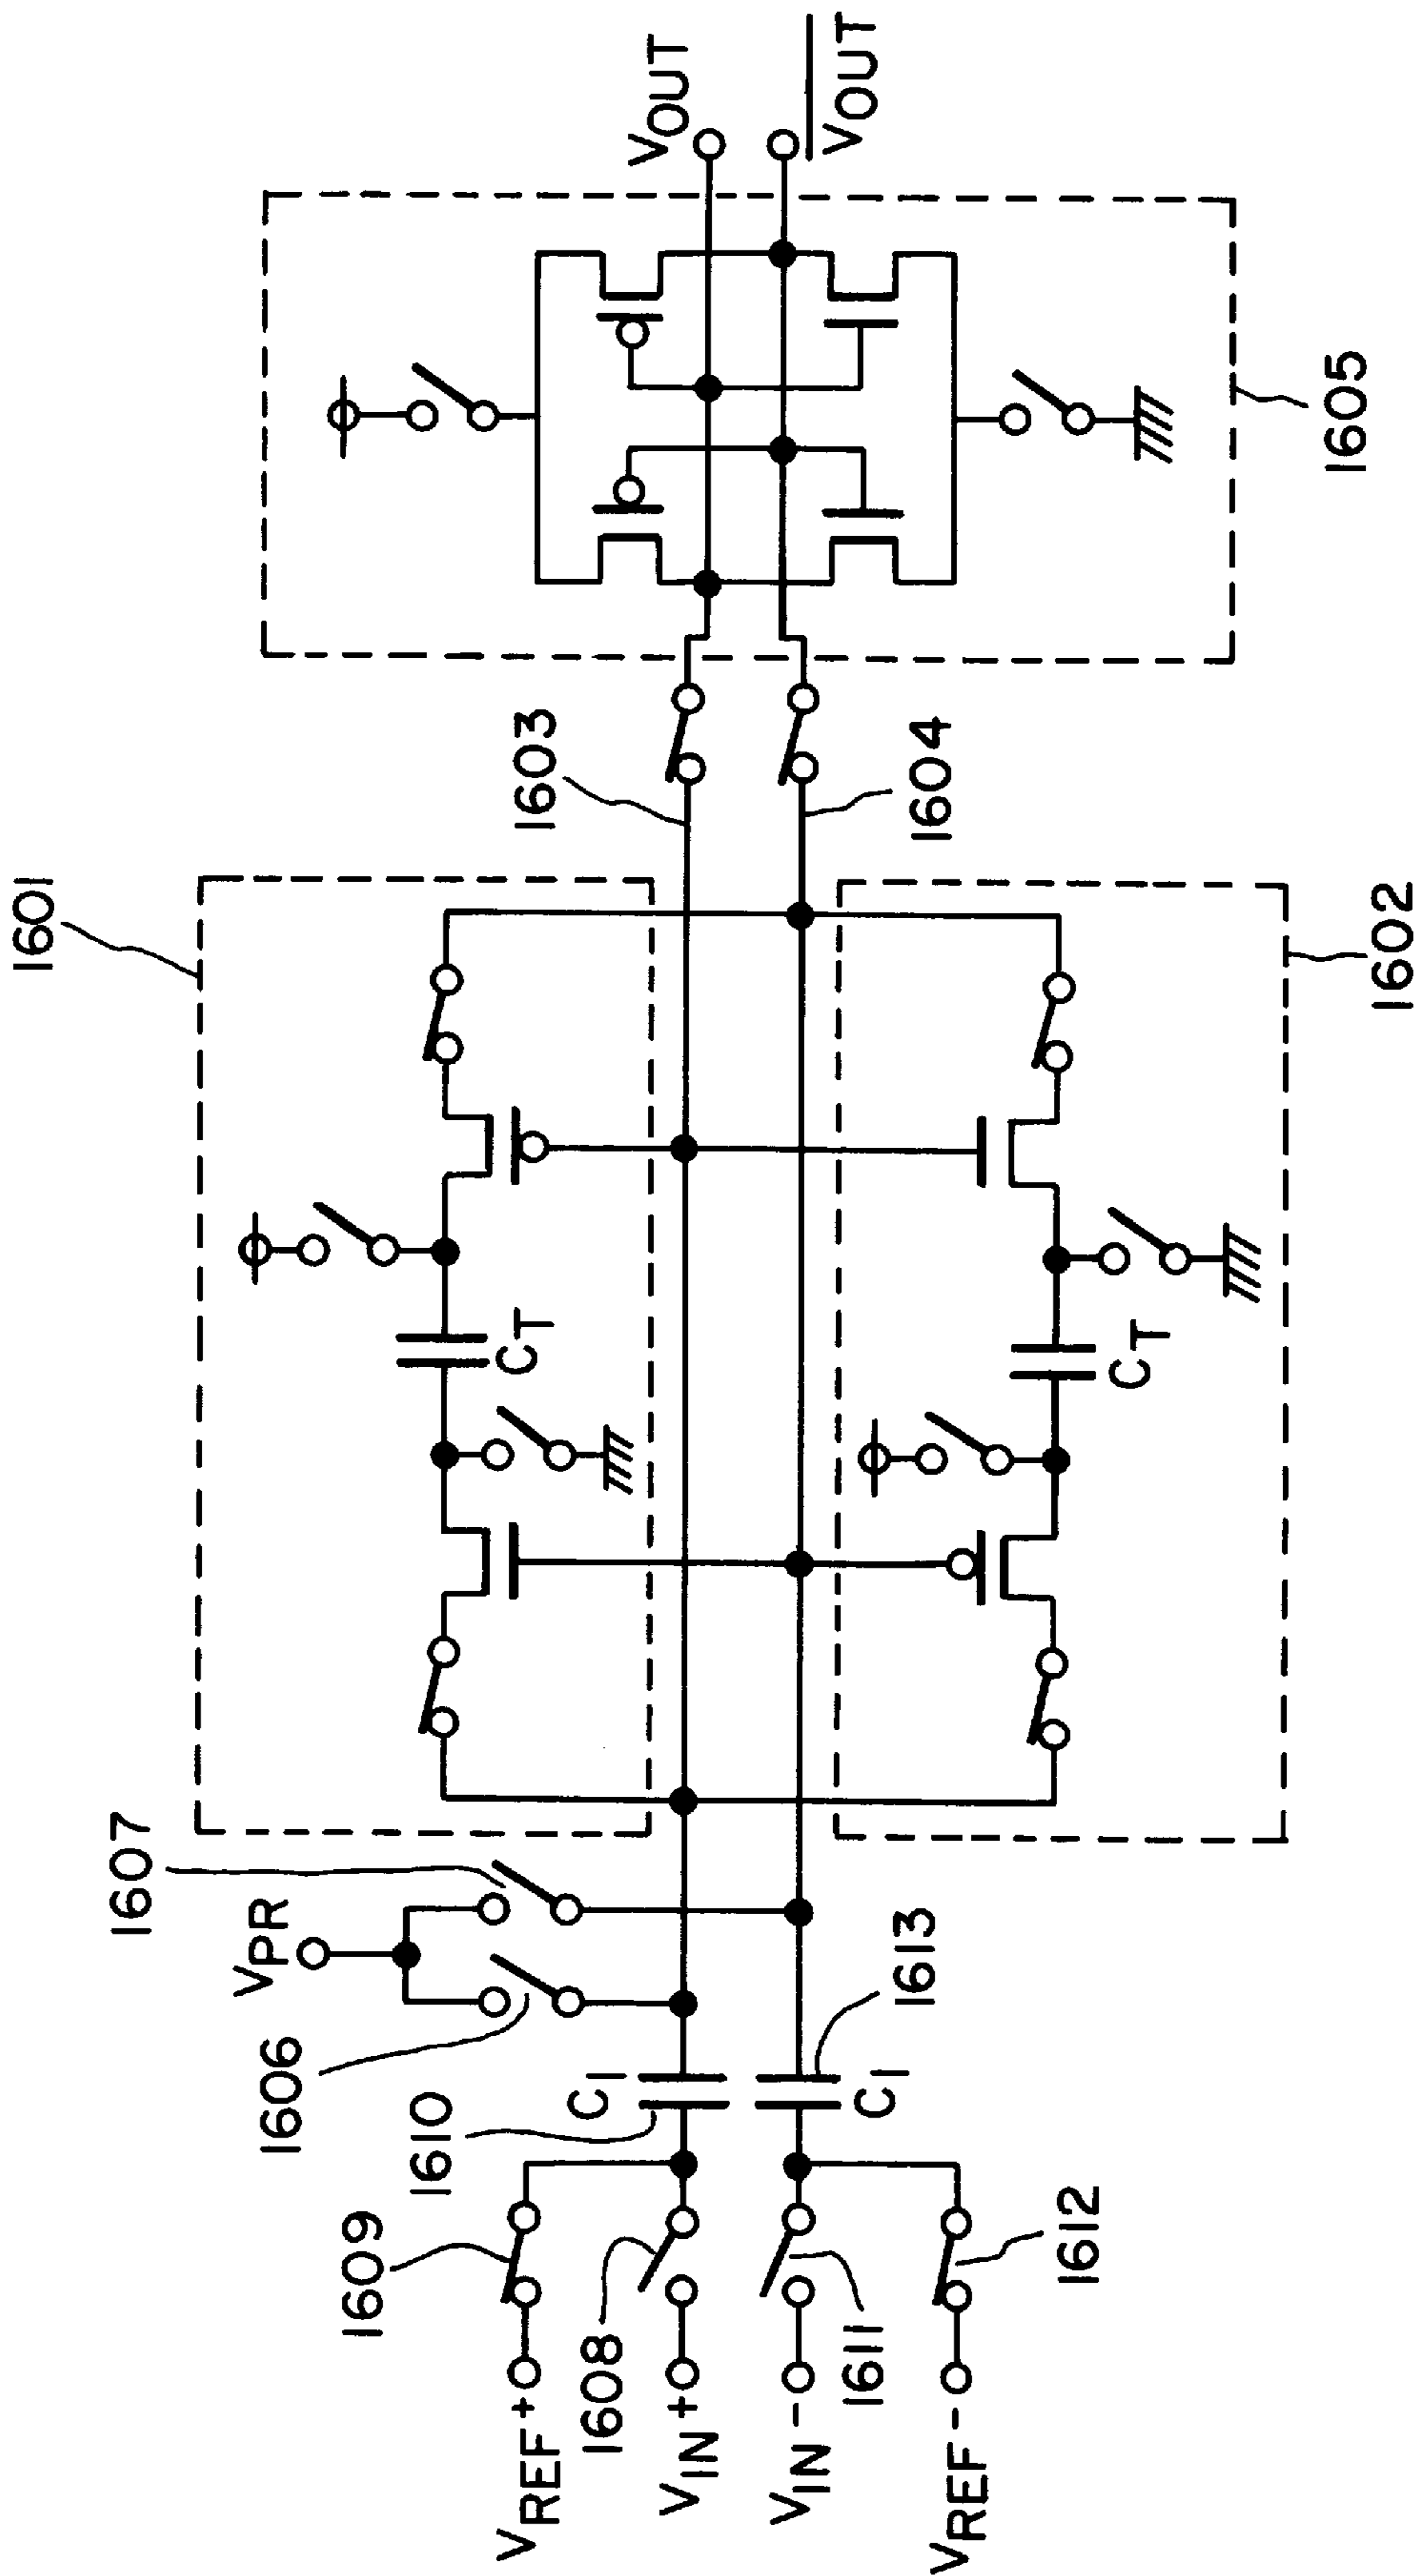 1601
1607
VPR
1606
1610
CI
1609
VREF+
1608
VIN+
VIN-
1611
VREF-
1612
CI
1613
CT
CT
1602
1603
1604
VOUT
VOUT
1605